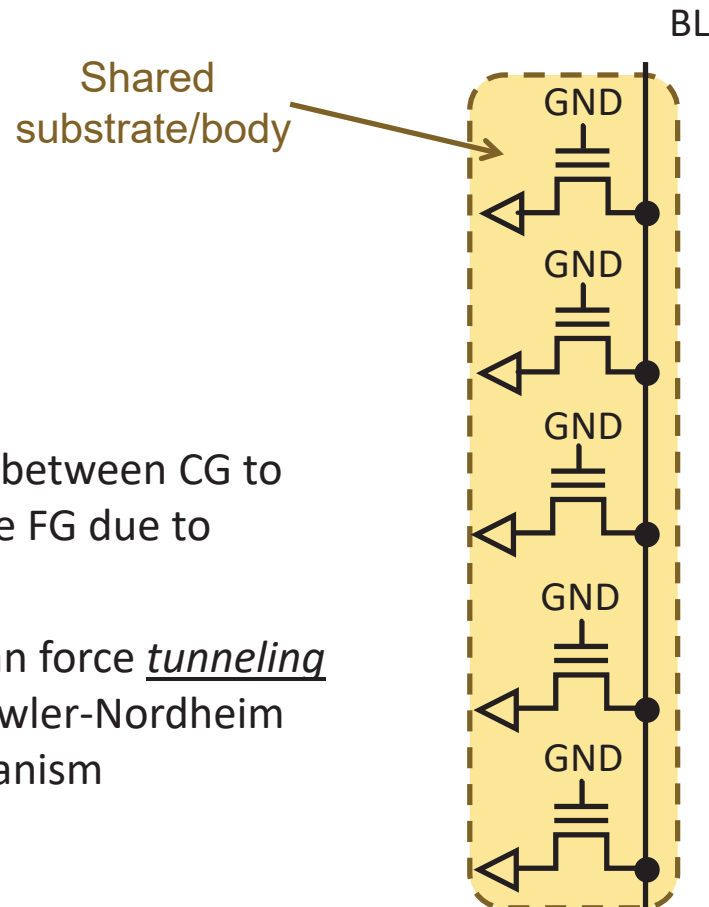 BL
Shared
substrate/body
GND
GND
GND
GND
GND
between CG to
e FG due to
an force tunneling
wler-Nordheim
anism